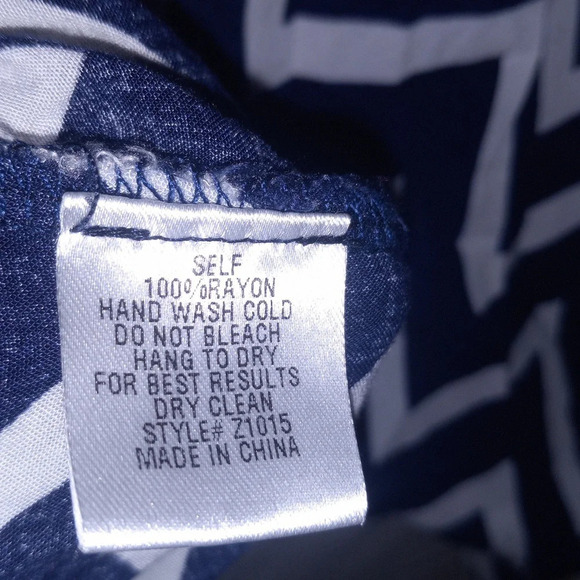 SELF
100%RAYON
HAND WASH COLD
DO NOT BLEACH
HANG TO DRY
FOR BEST RESULTS
DRY CLEAN
STYLE# Z1015
MADE IN CHINA